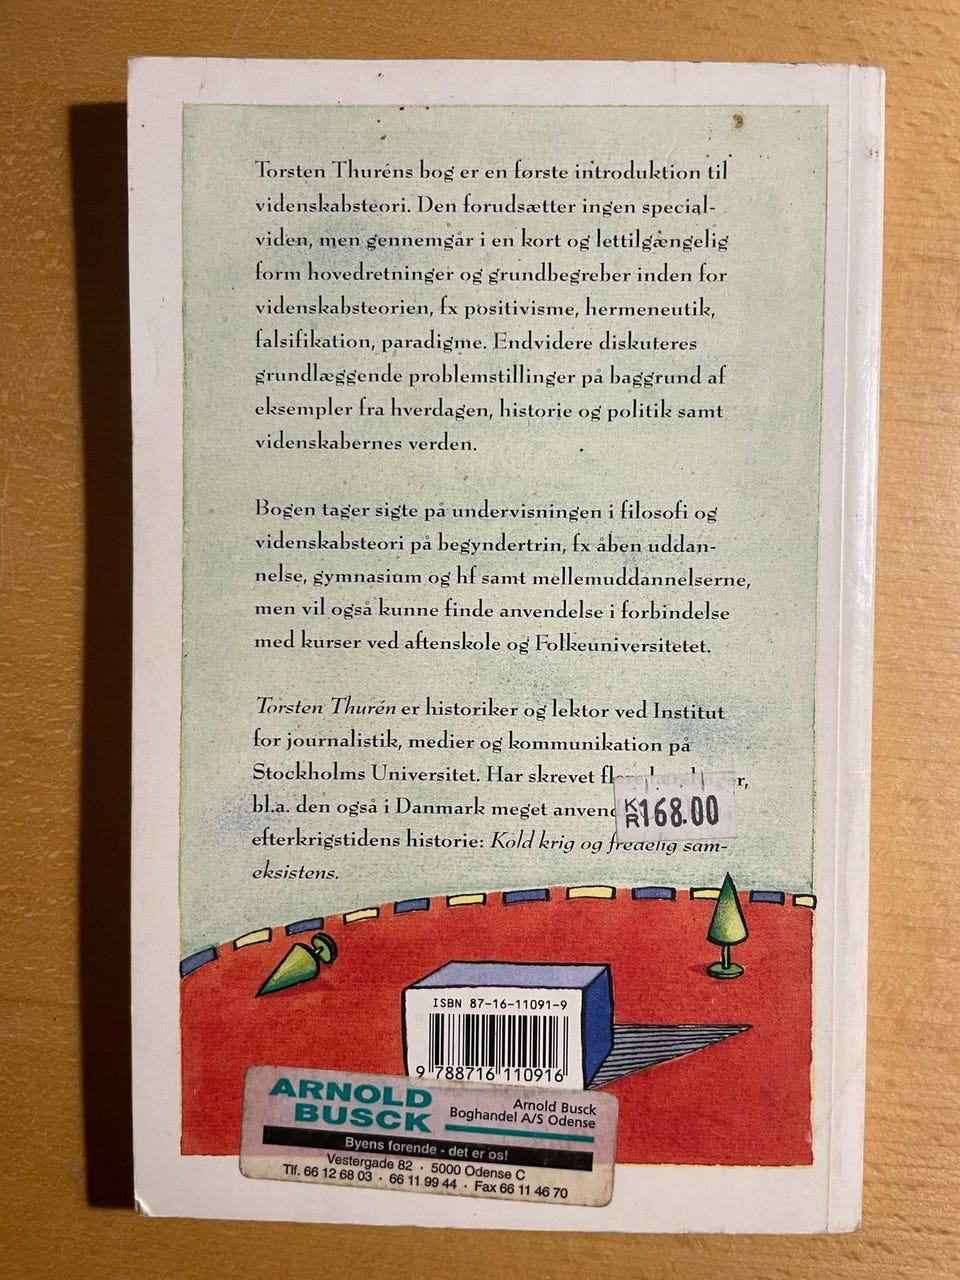 Torsten Thuréns bog er en første introduktion til
videnskabsteori. Den forudsætter ingen special-
viden, men gennemgår i en kort og lettilgængelig
form hovedretninger og grundbegreber inden for
videnskabsteorien, fx positivisme, hermeneutik,
falsifikation, paradigme. Endvidere diskuteres
grundlæggende problemstillinger på baggrund af
eksempler fra hverdagen, historie og politik samt
videnskabernes verden.
Bogen tager sigte på undervisningen i filosofi og
videnskabsteori på begyndertrin, fx åben uddan-
nelse, gymnasium og hf samt mellemuddannelserne,
men vil også kunne finde anvendelse i forbindelse
med kurser ved aftenskole og Folkeuniversitetet.
Torsten Thurén er historiker og lektor ved Institut
for journalistik, medier og kommunikation på
Stockholms Universitet. Har skrevet
bl.a. den også i Danmark meget
efterkrigstidens historie: Kold krig og fredelig sam-
eksistens.
KR 168.00
ISBN 87-16-11091-9
9 788716 110916
ARNOLD
BUSCK
Arnold Busck
Boghandel A/S Odense
Byens førende - det er os!
Vestergade 82 · 5000 Odense C
Tlf. 66 12 68 03 · 66 11 99 44 · Fax 66 11 46 70